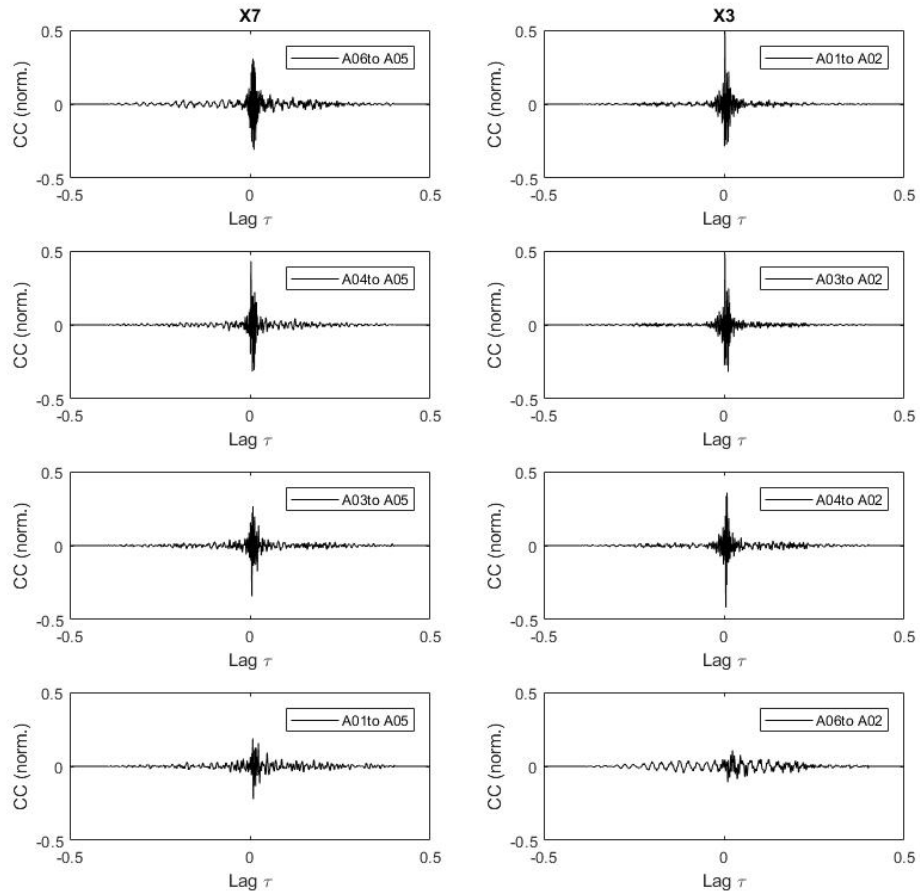 X7
0.5
A06to A05
CC (norm.)
0
-0.5
-0.5
0
0.5
Lag τ
X3
0.5
A01to A02
CC (norm.)
0
-0.5
-0.5
0
0.5
Lag τ
0.5
A04to A05
CC (norm.)
0
-0.5
-0.5
0
0.5
Lag τ
0.5
A03to A02
CC (norm.)
0
-0.5
-0.5
0
0.5
Lag τ
0.5
A03to A05
CC (norm.)
0
-0.5
-0.5
0
0.5
Lag τ
0.5
A04to A02
CC (norm.)
0
-0.5
-0.5
0
0.5
Lag τ
0.5
A01to A05
CC (norm.)
0
-0.5
-0.5
0
0.5
Lag τ
0.5
A06to A02
CC (norm.)
0
-0.5
-0.5
0
0.5
Lag τ